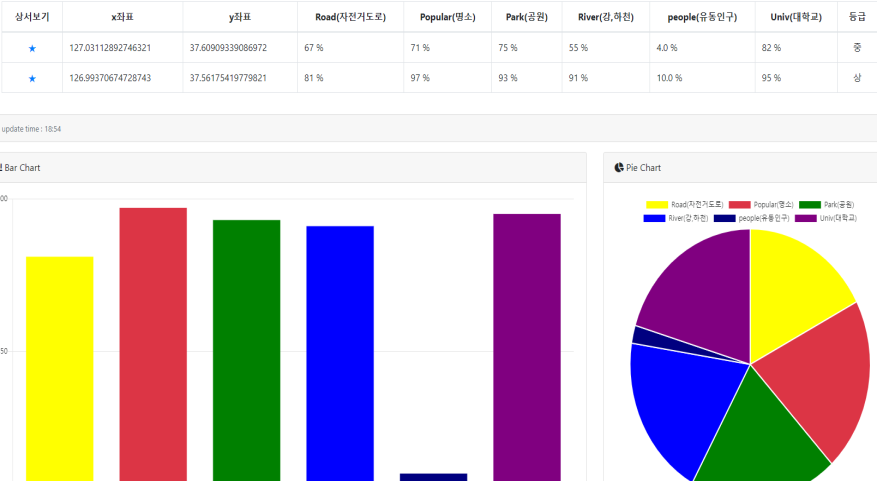 상세보기 x좌표 y좌표 Road(자전거도로) Popular(명소) Park(공원) River(강,하천) people(유동인구) Univ(대학교) 등급
★ 127.03112892746321 37.60909339086972 67 % 71 % 75 % 55 % 4.0 % 82 % 중
★ 126.99370674728743 37.56175419779821 81 % 97 % 93 % 91 % 10.0 % 95 % 상
update time : 18:54
Bar Chart
Pie Chart
00
50
Road(자전거도로) Popular(명소) Park(공원)
River(강,하천) people(유동인구) Univ(대학교)